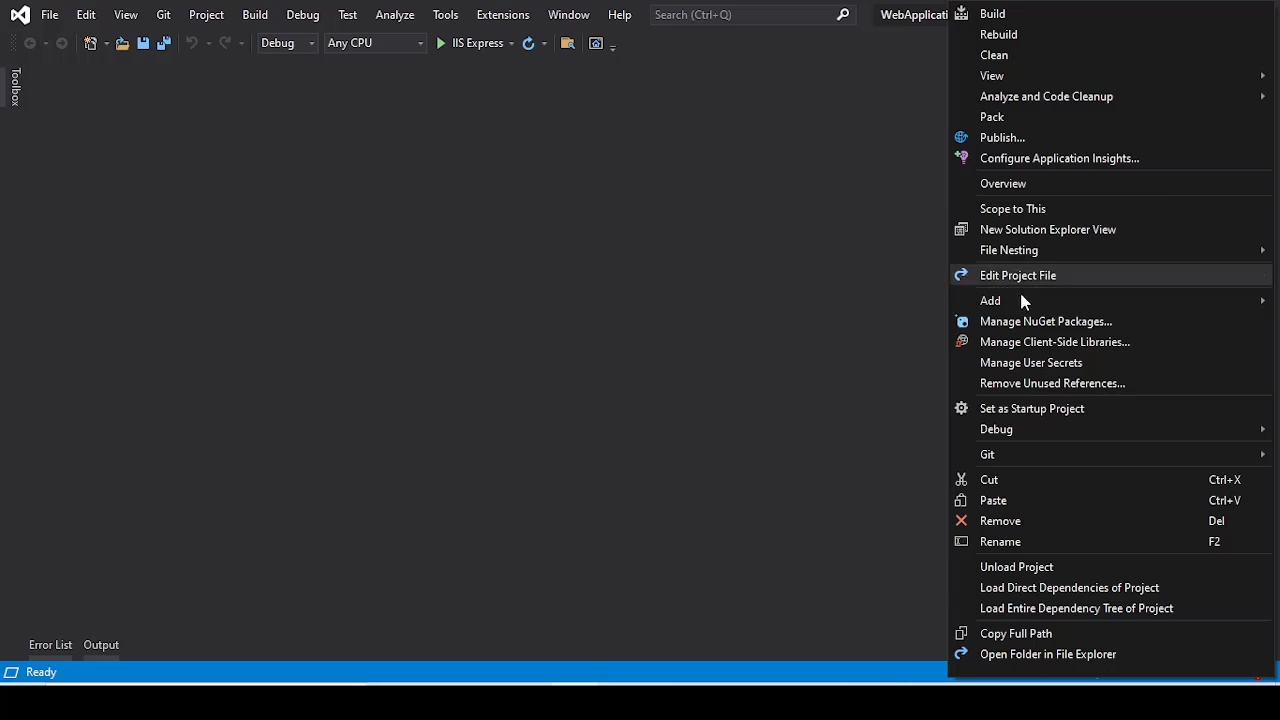 File Edit View Git Project Build Debug Test Analyze Tools Extensions Window Help Search (Ctrl+Q) WebApplicati
Debug Any CPU IIS Express
Toolbox
Build
Rebuild
Clean
View
Analyze and Code Cleanup
Pack
Publish...
Configure Application Insights...
Overview
Scope to This
New Solution Explorer View
File Nesting
Edit Project File
Add
Manage NuGet Packages...
Manage Client-Side Libraries...
Manage User Secrets
Remove Unused References...
Set as Startup Project
Debug
Git
Cut Ctrl+X
Paste Ctrl+V
Remove Del
Rename F2
Unload Project
Load Direct Dependencies of Project
Load Entire Dependency Tree of Project
Copy Full Path
Open Folder in File Explorer
Error List Output
Ready